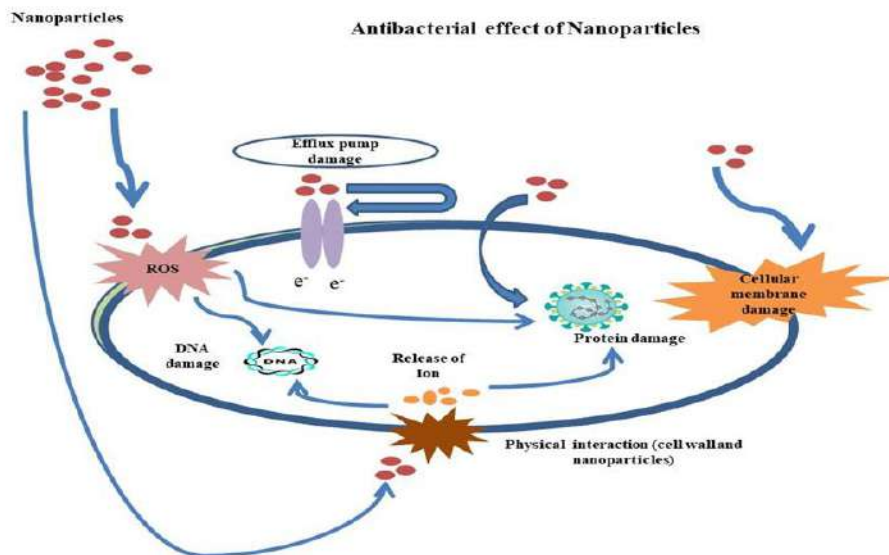 Nanoparticles
Antibacterial effect of Nanoparticles
Efflux pump
damage
ROS
e-
e-
Cellular
membrane
damage
DNA
damage
DNA
Protein damage
Release of
Ion
Physical interaction (cell walland
nanoparticles)